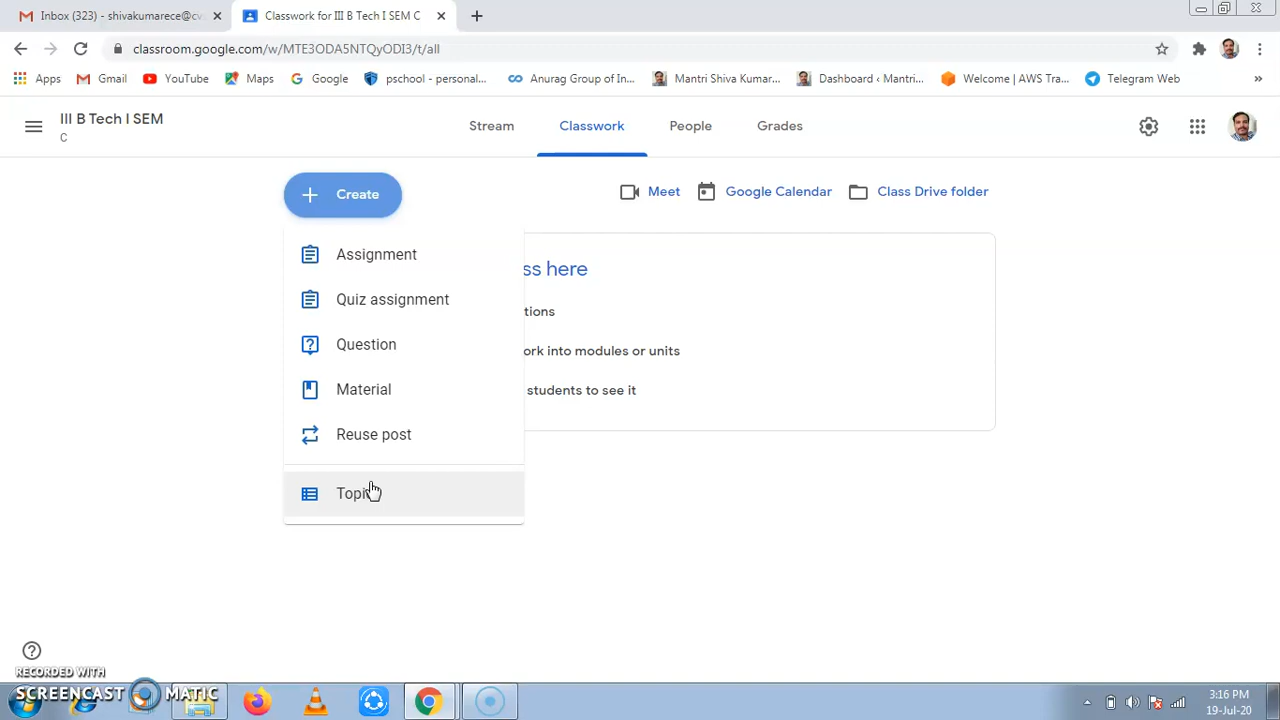 Inbox (323) - shivakumarece@cv
Classwork for III B Tech I SEM C
classroom.google.com/w/MTE3ODA5NTQyODI3/t/all
Apps
Gmail
YouTube
Maps
Google
pschool - personal...
Anurag Group of In...
Mantri Shiva Kumar...
Dashboard ‹ Mantri...
Welcome | AWS Tra...
Telegram Web
»
III B Tech I SEM
C
Stream
Classwork
People
Grades
Create
Meet
Google Calendar
Class Drive folder
Assignment
Quiz assignment
Question
Material
Reuse post
Topic
ss here
tions
ork into modules or units
students to see it
RECORDED WITH
SCREENCAST MATIC
3:16 PM
19-Jul-20